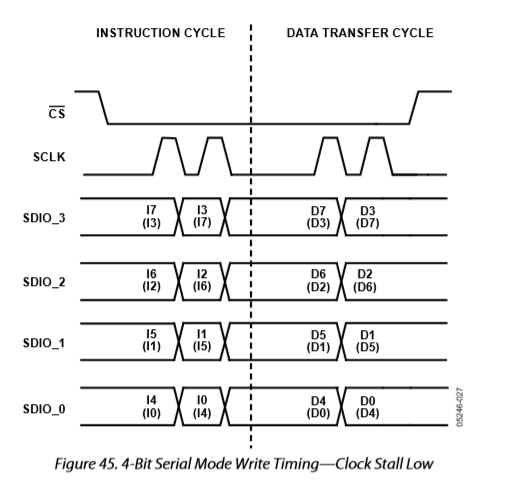 INSTRUCTION CYCLE DATA TRANSFER CYCLE
CS
SCLK
SDIO_3 I7 (I3) I3 (I7) D7 (D3) D3 (D7)
SDIO_2 I6 (I2) I2 (I6) D6 (D2) D2 (D6)
SDIO_1 I5 (I1) I1 (I5) D5 (D1) D1 (D5)
SDIO_0 I4 (I0) I0 (I4) D4 (D0) D0 (D4)
05246-027
Figure 45. 4-Bit Serial Mode Write Timing—Clock Stall Low